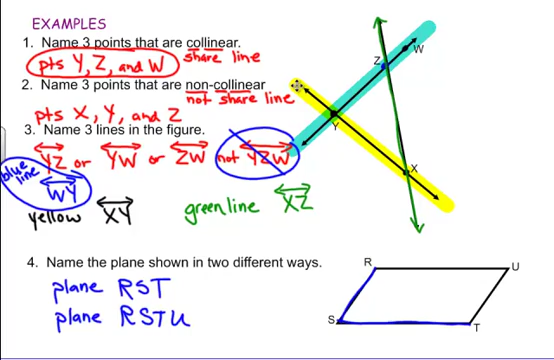 EXAMPLES
1. Name 3 points that are collinear.
share line
pts Y, Z, and W
2. Name 3 points that are non-collinear
not share line
pts X, Y, and Z
3. Name 3 lines in the figure.
YZ or YW or ZW not YZW
blue line
WY
yellow XY green line XZ
4. Name the plane shown in two different ways.
plane RST
plane RSTU
Z
W
Y
X
R
U
S
T